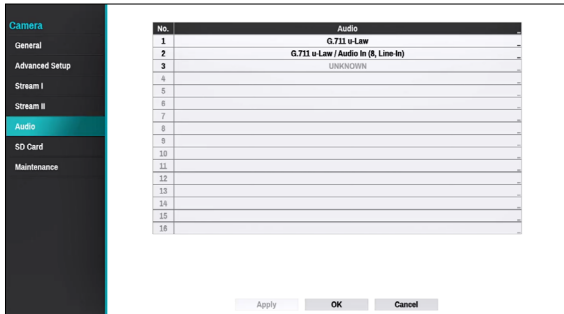 Camera
General
Advanced Setup
Stream I
Stream II
Audio
SD Card
Maintenance
No. Audio
1 G.711 u-Law
2 G.711 u-Law / Audio In (8, Line-In)
3 UNKNOWN
4
5
6
7
8
9
10
11
12
13
14
15
16
Apply OK Cancel